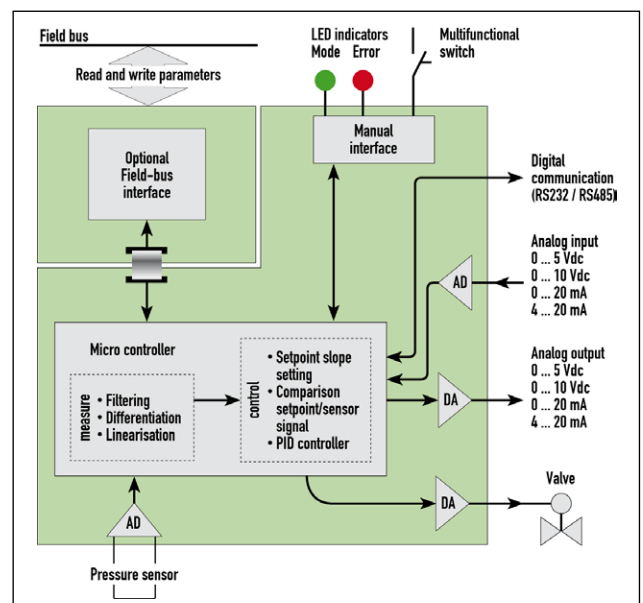 Field bus
Read and write parameters
LED indicators
Mode Error
Multifunctional
switch
Optional
Field-bus
interface
Manual
interface
Digital
communication
(RS232 / RS485)
Analog input
0 ... 5 Vdc
0 ... 10 Vdc
0 ... 20 mA
4 ... 20 mA
AD
Micro controller
measure
• Filtering
• Differentiation
• Linearisation
control
• Setpoint slope
setting
• Comparison
setpoint/sensor
signal
• PID controller
DA
Analog output
0 ... 5 Vdc
0 ... 10 Vdc
0 ... 20 mA
4 ... 20 mA
DA
Valve
AD
Pressure sensor